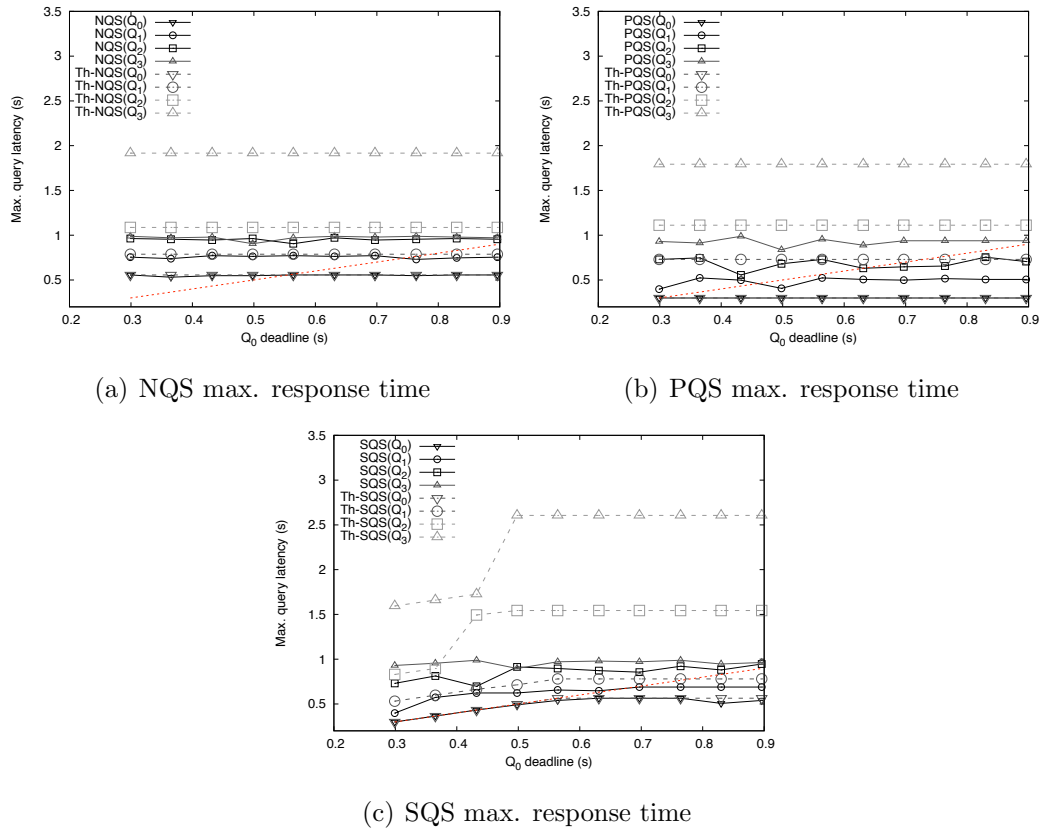 3.5
3
2.5
2
1.5
1
0.5
0.2 0.3 0.4 0.5 0.6 0.7 0.8 0.9
Max. query latency (s)
Q0 deadline (s)
NQS(Q0)
NQS(Q1)
NQS(Q2)
NQS(Q3)
Th-NQS(Q0)
Th-NQS(Q1)
Th-NQS(Q2)
Th-NQS(Q3)
(a) NQS max. response time
3.5
3
2.5
2
1.5
1
0.5
0.2 0.3 0.4 0.5 0.6 0.7 0.8 0.9
Max. query latency (s)
Q0 deadline (s)
PQS(Q0)
PQS(Q1)
PQS(Q2)
PQS(Q3)
Th-PQS(Q0)
Th-PQS(Q1)
Th-PQS(Q2)
Th-PQS(Q3)
(b) PQS max. response time
3.5
3
2.5
2
1.5
1
0.5
0.2 0.3 0.4 0.5 0.6 0.7 0.8 0.9
Max. query latency (s)
Q0 deadline (s)
SQS(Q0)
SQS(Q1)
SQS(Q2)
SQS(Q3)
Th-SQS(Q0)
Th-SQS(Q1)
Th-SQS(Q2)
Th-SQS(Q3)
(c) SQS max. response time